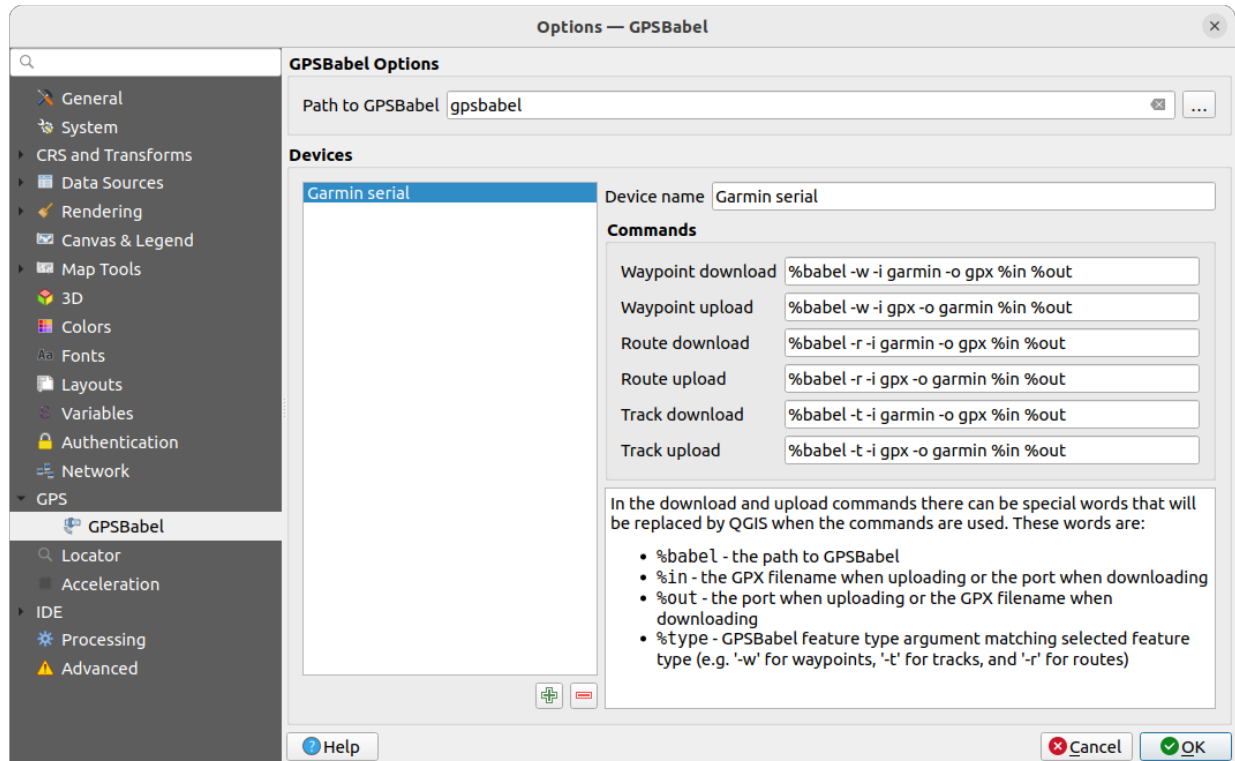 Options — GPSBabel
General
System
CRS and Transforms
Data Sources
Rendering
Canvas & Legend
Map Tools
3D
Colors
Aa Fonts
Layouts
Variables
Authentication
Network
GPS
GPSBabel
Locator
Acceleration
IDE
Processing
Advanced
GPSBabel Options
Path to GPSBabel gpsbabel ...
Devices
Garmin serial
Device name Garmin serial
Commands
Waypoint download %babel -w -i garmin -o gpx %in %out
Waypoint upload %babel -w -i gpx -o garmin %in %out
Route download %babel -r -i garmin -o gpx %in %out
Route upload %babel -r -i gpx -o garmin %in %out
Track download %babel -t -i garmin -o gpx %in %out
Track upload %babel -t -i gpx -o garmin %in %out
In the download and upload commands there can be special words that will
be replaced by QGIS when the commands are used. These words are:
• %babel - the path to GPSBabel
• %in - the GPX filename when uploading or the port when downloading
• %out - the port when uploading or the GPX filename when
downloading
• %type - GPSBabel feature type argument matching selected feature
type (e.g. '-w' for waypoints, '-t' for tracks, and '-r' for routes)
? Help
Cancel
OK